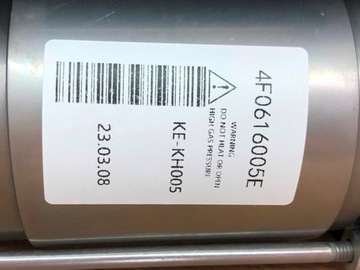 4F0616005E
WARNING
DO NOT HEAT OR OPEN
HIGH GAS PRESSURE
KE-KH005
23.03.08